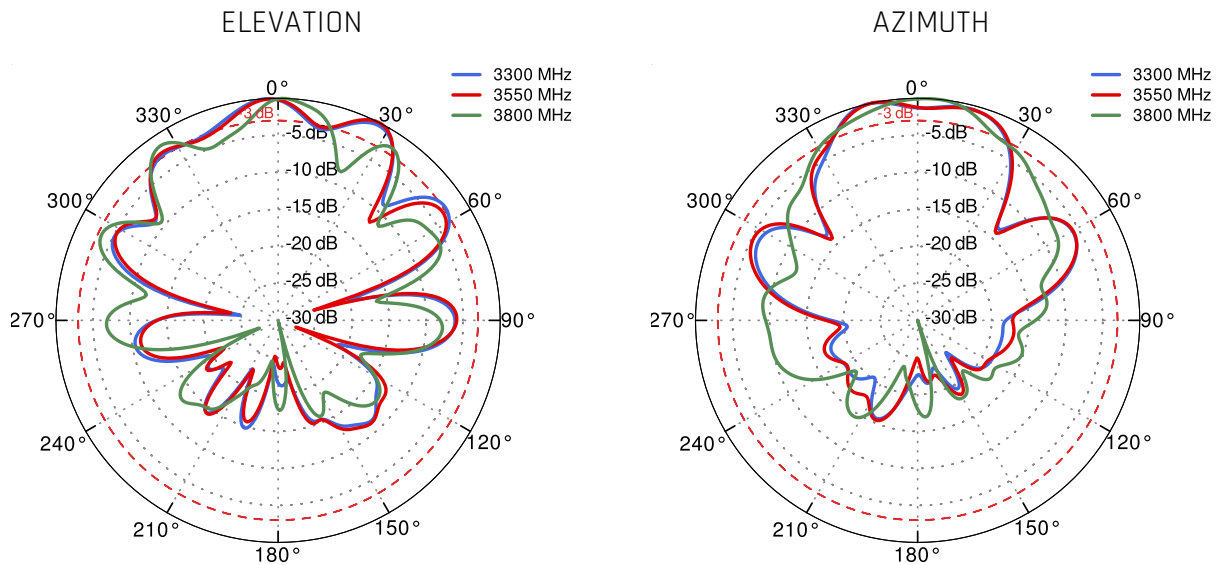 ELEVATION
3300 MHz
3550 MHz
3800 MHz
0°
330°
30°
-3 dB
-5 dB
-10 dB
300°
60°
-15 dB
-20 dB
-25 dB
270°
-30 dB
90°
240°
120°
210°
150°
180°
AZIMUTH
3300 MHz
3550 MHz
3800 MHz
0°
330°
30°
-3 dB
-5 dB
-10 dB
300°
60°
-15 dB
-20 dB
-25 dB
270°
-30 dB
90°
240°
120°
210°
150°
180°